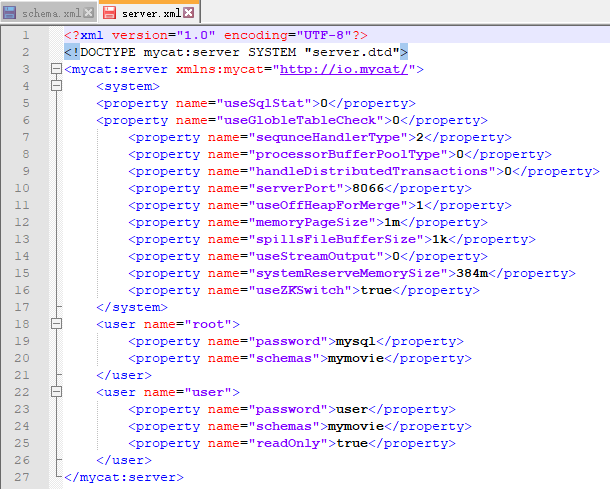 schema.xml server.xml
1 <?xml version="1.0" encoding="UTF-8"?>
2 <!DOCTYPE mycat:server SYSTEM "server.dtd">
3 <mycat:server xmlns:mycat="http://io.mycat/">
4 <system>
5 <property name="useSqlStat">0</property>
6 <property name="useGlobleTableCheck">0</property>
7 <property name="sequnceHandlerType">2</property>
8 <property name="processorBufferPoolType">0</property>
9 <property name="handleDistributedTransactions">0</property>
10 <property name="serverPort">8066</property>
11 <property name="useOffHeapForMerge">1</property>
12 <property name="memoryPageSize">1m</property>
13 <property name="spillsFileBufferSize">1k</property>
14 <property name="useStreamOutput">0</property>
15 <property name="systemReserveMemorySize">384m</property>
16 <property name="useZKSwitch">true</property>
17 </system>
18 <user name="root">
19 <property name="password">mysql</property>
20 <property name="schemas">mymovie</property>
21 </user>
22 <user name="user">
23 <property name="password">user</property>
24 <property name="schemas">mymovie</property>
25 <property name="readOnly">true</property>
26 </user>
27 </mycat:server>